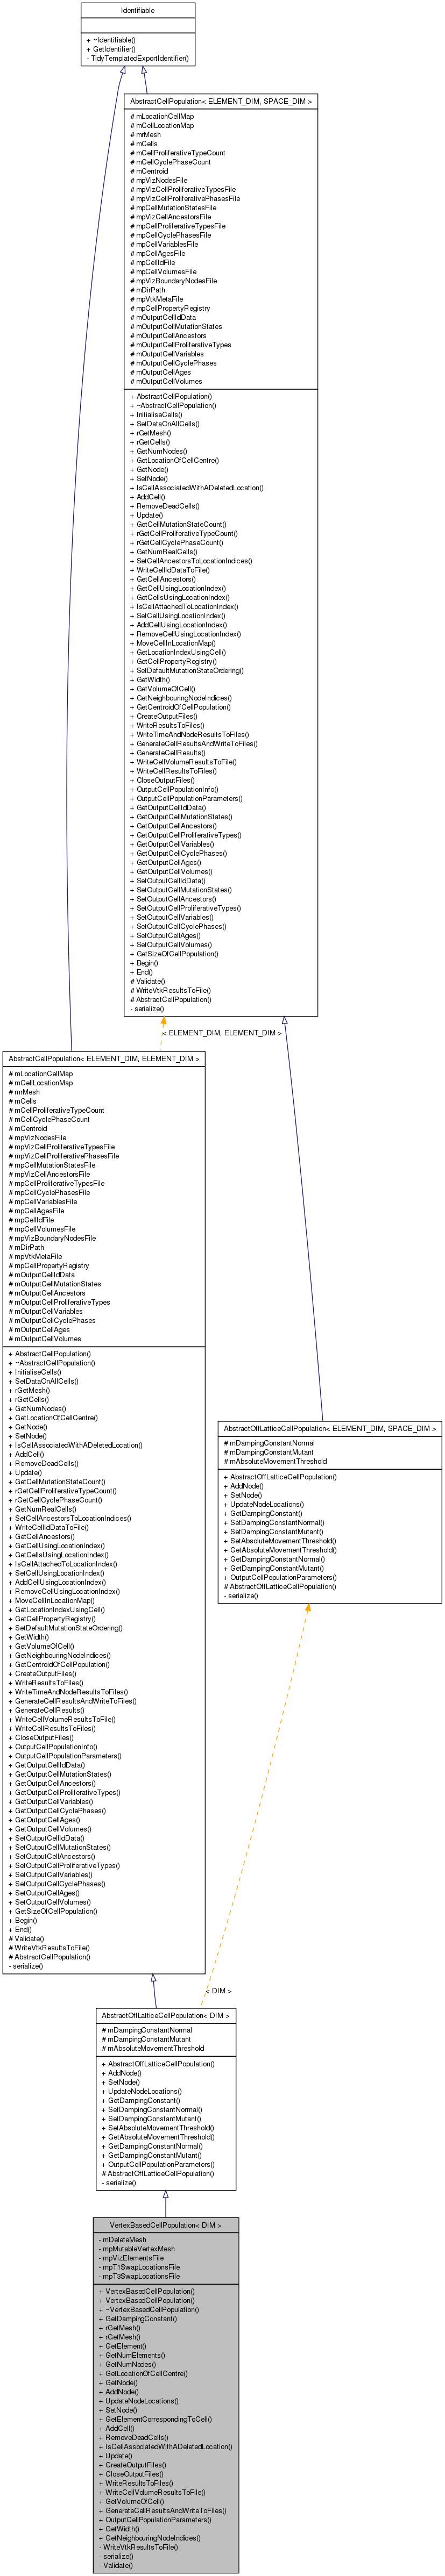 Identifiable
+ ~Identifiable()
+ GetIdentifier()
- TidyTemplatedExportIdentifier()
AbstractCellPopulation< ELEMENT_DIM, SPACE_DIM >
# mLocationCellMap
# mCellLocationMap
# mrMesh
# mCells
# mCellProliferativeTypeCount
# mCellCyclePhaseCount
# mCentroid
# mpVizNodesFile
# mpVizCellProliferativeTypesFile
# mpVizCellProliferativePhasesFile
# mpCellMutationStatesFile
# mpVizCellAncestorsFile
# mpCellProliferativeTypesFile
# mpCellCyclePhasesFile
# mpCellVariablesFile
# mpCellAgesFile
# mpCellIdFile
# mpCellVolumesFile
# mpVizBoundaryNodesFile
# mDirPath
# mpVtkMetaFile
# mpCellPropertyRegistry
# mOutputCellIdData
# mOutputCellMutationStates
# mOutputCellAncestors
# mOutputCellProliferativeTypes
# mOutputCellVariables
# mOutputCellCyclePhases
# mOutputCellAges
# mOutputCellVolumes
+ AbstractCellPopulation()
+ ~AbstractCellPopulation()
+ InitialiseCells()
+ SetDataOnAllCells()
+ rGetMesh()
+ rGetCells()
+ GetNumNodes()
+ GetLocationOfCellCentre()
+ GetNode()
+ SetNode()
+ IsCellAssociatedWithADeletedLocation()
+ AddCell()
+ RemoveDeadCells()
+ Update()
+ GetCellMutationStateCount()
+ rGetCellProliferativeTypeCount()
+ rGetCellCyclePhaseCount()
+ GetNumRealCells()
+ SetCellAncestorsToLocationIndices()
+ WriteCellIdDataToFile()
+ GetCellAncestors()
+ GetCellUsingLocationIndex()
+ GetCellsUsingLocationIndex()
+ IsCellAttachedToLocationIndex()
+ SetCellUsingLocationIndex()
+ AddCellUsingLocationIndex()
+ RemoveCellUsingLocationIndex()
+ MoveCellInLocationMap()
+ GetLocationIndexUsingCell()
+ GetCellPropertyRegistry()
+ SetDefaultMutationStateOrdering()
+ GetWidth()
+ GetVolumeOfCell()
+ GetNeighbouringNodeIndices()
+ GetCentroidOfCellPopulation()
+ CreateOutputFiles()
+ WriteResultsToFiles()
+ WriteTimeAndNodeResultsToFiles()
+ GenerateCellResultsAndWriteToFiles()
+ GenerateCellResults()
+ WriteCellVolumeResultsToFile()
+ WriteCellResultsToFiles()
+ CloseOutputFiles()
+ OutputCellPopulationInfo()
+ OutputCellPopulationParameters()
+ GetOutputCellIdData()
+ GetOutputCellMutationStates()
+ GetOutputCellAncestors()
+ GetOutputCellProliferativeTypes()
+ GetOutputCellVariables()
+ GetOutputCellCyclePhases()
+ GetOutputCellAges()
+ GetOutputCellVolumes()
+ SetOutputCellIdData()
+ SetOutputCellMutationStates()
+ SetOutputCellAncestors()
+ SetOutputCellProliferativeTypes()
+ SetOutputCellVariables()
+ SetOutputCellCyclePhases()
+ SetOutputCellAges()
+ SetOutputCellVolumes()
+ GetSizeOfCellPopulation()
+ Begin()
+ End()
# Validate()
# WriteVtkResultsToFile()
# AbstractCellPopulation()
- serialize()
< ELEMENT_DIM, ELEMENT_DIM >
AbstractCellPopulation< ELEMENT_DIM, ELEMENT_DIM >
# mLocationCellMap
# mCellLocationMap
# mrMesh
# mCells
# mCellProliferativeTypeCount
# mCellCyclePhaseCount
# mCentroid
# mpVizNodesFile
# mpVizCellProliferativeTypesFile
# mpVizCellProliferativePhasesFile
# mpCellMutationStatesFile
# mpVizCellAncestorsFile
# mpCellProliferativeTypesFile
# mpCellCyclePhasesFile
# mpCellVariablesFile
# mpCellAgesFile
# mpCellIdFile
# mpCellVolumesFile
# mpVizBoundaryNodesFile
# mDirPath
# mpVtkMetaFile
# mpCellPropertyRegistry
# mOutputCellIdData
# mOutputCellMutationStates
# mOutputCellAncestors
# mOutputCellProliferativeTypes
# mOutputCellVariables
# mOutputCellCyclePhases
# mOutputCellAges
# mOutputCellVolumes
+ AbstractCellPopulation()
+ ~AbstractCellPopulation()
+ InitialiseCells()
+ SetDataOnAllCells()
+ rGetMesh()
+ rGetCells()
+ GetNumNodes()
+ GetLocationOfCellCentre()
+ GetNode()
+ SetNode()
+ IsCellAssociatedWithADeletedLocation()
+ AddCell()
+ RemoveDeadCells()
+ Update()
+ GetCellMutationStateCount()
+ rGetCellProliferativeTypeCount()
+ rGetCellCyclePhaseCount()
+ GetNumRealCells()
+ SetCellAncestorsToLocationIndices()
+ WriteCellIdDataToFile()
+ GetCellAncestors()
+ GetCellUsingLocationIndex()
+ GetCellsUsingLocationIndex()
+ IsCellAttachedToLocationIndex()
+ SetCellUsingLocationIndex()
+ AddCellUsingLocationIndex()
+ RemoveCellUsingLocationIndex()
+ MoveCellInLocationMap()
+ GetLocationIndexUsingCell()
+ GetCellPropertyRegistry()
+ SetDefaultMutationStateOrdering()
+ GetWidth()
+ GetVolumeOfCell()
+ GetNeighbouringNodeIndices()
+ GetCentroidOfCellPopulation()
+ CreateOutputFiles()
+ WriteResultsToFiles()
+ WriteTimeAndNodeResultsToFiles()
+ GenerateCellResultsAndWriteToFiles()
+ GenerateCellResults()
+ WriteCellVolumeResultsToFile()
+ WriteCellResultsToFiles()
+ CloseOutputFiles()
+ OutputCellPopulationInfo()
+ OutputCellPopulationParameters()
+ GetOutputCellIdData()
+ GetOutputCellMutationStates()
+ GetOutputCellAncestors()
+ GetOutputCellProliferativeTypes()
+ GetOutputCellVariables()
+ GetOutputCellCyclePhases()
+ GetOutputCellAges()
+ GetOutputCellVolumes()
+ SetOutputCellIdData()
+ SetOutputCellMutationStates()
+ SetOutputCellAncestors()
+ SetOutputCellProliferativeTypes()
+ SetOutputCellVariables()
+ SetOutputCellCyclePhases()
+ SetOutputCellAges()
+ SetOutputCellVolumes()
+ GetSizeOfCellPopulation()
+ Begin()
+ End()
# Validate()
# WriteVtkResultsToFile()
# AbstractCellPopulation()
- serialize()
AbstractOffLatticeCellPopulation< ELEMENT_DIM, SPACE_DIM >
# mDampingConstantNormal
# mDampingConstantMutant
# mAbsoluteMovementThreshold
+ AbstractOffLatticeCellPopulation()
+ AddNode()
+ SetNode()
+ UpdateNodeLocations()
+ GetDampingConstant()
+ SetDampingConstantNormal()
+ SetDampingConstantMutant()
+ SetAbsoluteMovementThreshold()
+ GetAbsoluteMovementThreshold()
+ GetDampingConstantNormal()
+ GetDampingConstantMutant()
+ OutputCellPopulationParameters()
# AbstractOffLatticeCellPopulation()
- serialize()
< DIM >
AbstractOffLatticeCellPopulation< DIM >
# mDampingConstantNormal
# mDampingConstantMutant
# mAbsoluteMovementThreshold
+ AbstractOffLatticeCellPopulation()
+ AddNode()
+ SetNode()
+ UpdateNodeLocations()
+ GetDampingConstant()
+ SetDampingConstantNormal()
+ SetDampingConstantMutant()
+ SetAbsoluteMovementThreshold()
+ GetAbsoluteMovementThreshold()
+ GetDampingConstantNormal()
+ GetDampingConstantMutant()
+ OutputCellPopulationParameters()
# AbstractOffLatticeCellPopulation()
- serialize()
VertexBasedCellPopulation< DIM >
- mDeleteMesh
- mpMutableVertexMesh
- mpVizElementsFile
- mpT1SwapLocationsFile
- mpT3SwapLocationsFile
+ VertexBasedCellPopulation()
+ VertexBasedCellPopulation()
+ ~VertexBasedCellPopulation()
+ GetDampingConstant()
+ rGetMesh()
+ rGetMesh()
+ GetElement()
+ GetNumElements()
+ GetNumNodes()
+ GetLocationOfCellCentre()
+ GetNode()
+ AddNode()
+ UpdateNodeLocations()
+ SetNode()
+ GetElementCorrespondingToCell()
+ AddCell()
+ RemoveDeadCells()
+ IsCellAssociatedWithADeletedLocation()
+ Update()
+ CreateOutputFiles()
+ CloseOutputFiles()
+ WriteResultsToFiles()
+ WriteCellVolumeResultsToFile()
+ GetVolumeOfCell()
+ GenerateCellResultsAndWriteToFiles()
+ OutputCellPopulationParameters()
+ GetWidth()
+ GetNeighbouringNodeIndices()
- WriteVtkResultsToFile()
- serialize()
- Validate()